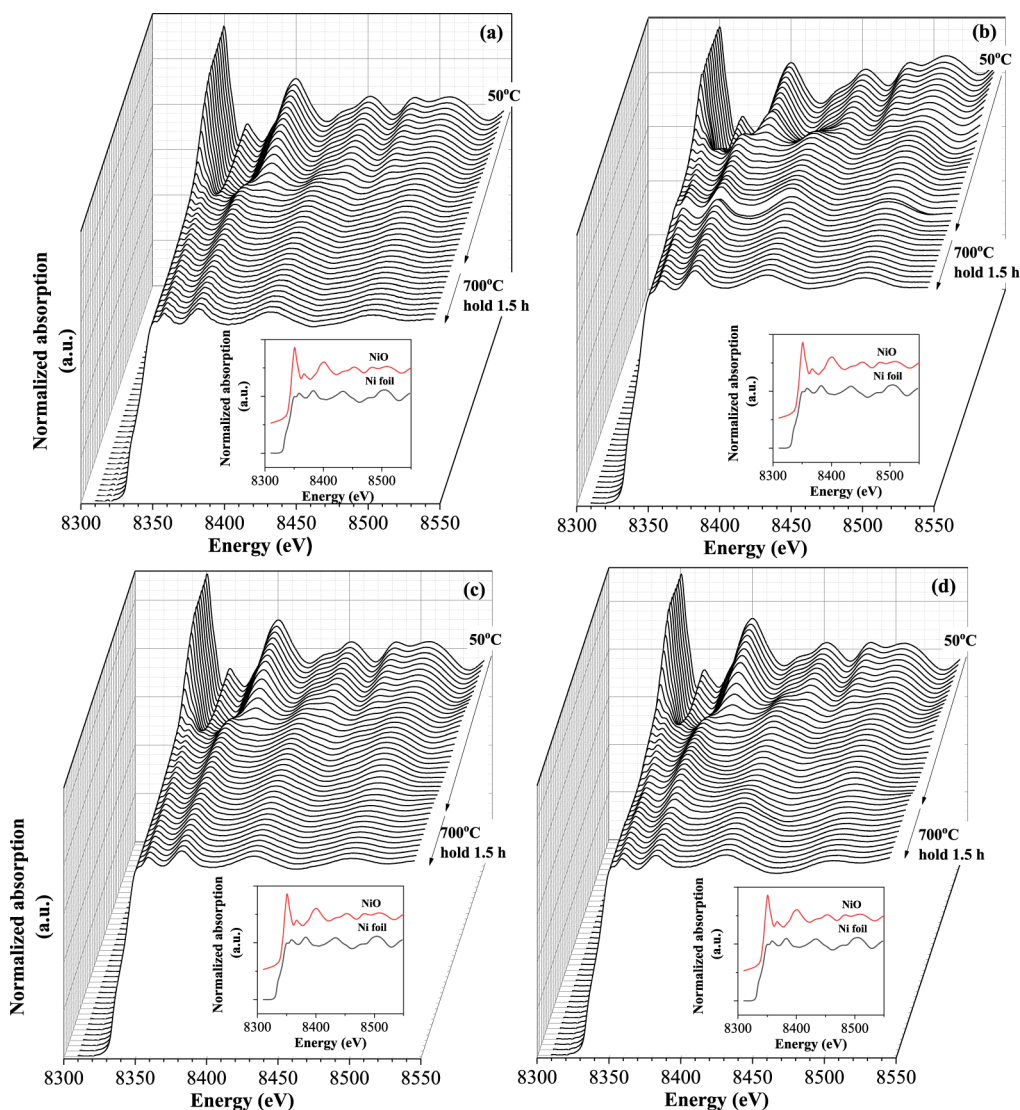 (a)
50°C
700°C
hold 1.5 h
Normalized absorption
(a.u.)
Normalized absorption
(a.u.)
NiO
Ni foil
8300 8400 8500
Energy (eV)
8300 8350 8400 8450 8500 8550
Energy (eV)
(b)
50°C
700°C
hold 1.5 h
Normalized absorption
(a.u.)
NiO
Ni foil
8300 8400 8500
Energy (eV)
8300 8350 8400 8450 8500 8550
Energy (eV)
(c)
50°C
700°C
hold 1.5 h
Normalized absorption
(a.u.)
Normalized absorption
(a.u.)
NiO
Ni foil
8300 8400 8500
Energy (eV)
8300 8350 8400 8450 8500 8550
Energy (eV)
(d)
50°C
700°C
hold 1.5 h
Normalized absorption
(a.u.)
NiO
Ni foil
8300 8400 8500
Energy (eV)
8300 8350 8400 8450 8500 8550
Energy (eV)